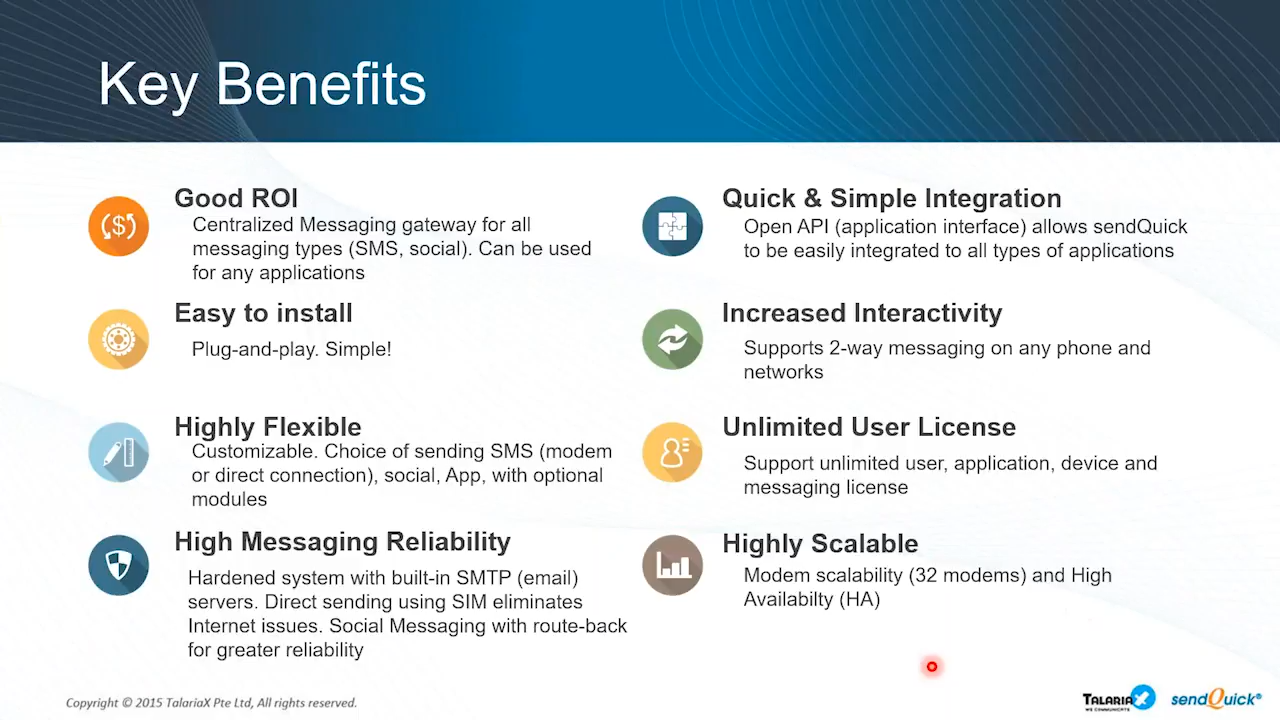 Key Benefits
Good ROI
Centralized Messaging gateway for all
messaging types (SMS, social). Can be used
for any applications
Easy to install
Plug-and-play. Simple!
Highly Flexible
Customizable. Choice of sending SMS (modem
or direct connection), social, App, with optional
modules
High Messaging Reliability
Hardened system with built-in SMTP (email)
servers. Direct sending using SIM eliminates
Internet issues. Social Messaging with route-back
for greater reliability
Quick & Simple Integration
Open API (application interface) allows sendQuick
to be easily integrated to all types of applications
Increased Interactivity
Supports 2-way messaging on any phone and
networks
Unlimited User License
Support unlimited user, application, device and
messaging license
Highly Scalable
Modem scalability (32 modems) and High
Availabilty (HA)
Copyright © 2015 TalariaX Pte Ltd, All rights reserved.
TALARIAX
WE COMMUNICATE
sendQuick®